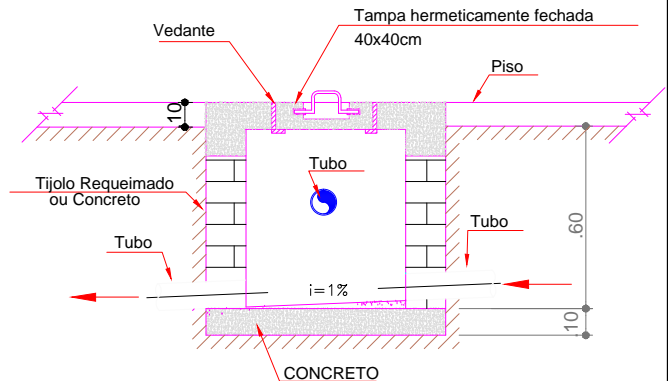 Tampa hermeticamente fechada
40x40cm
Vedante
Piso
10
Tubo
Tijolo Requeimado
ou Concreto
Tubo
Tubo
.60
i=1%
10
CONCRETO